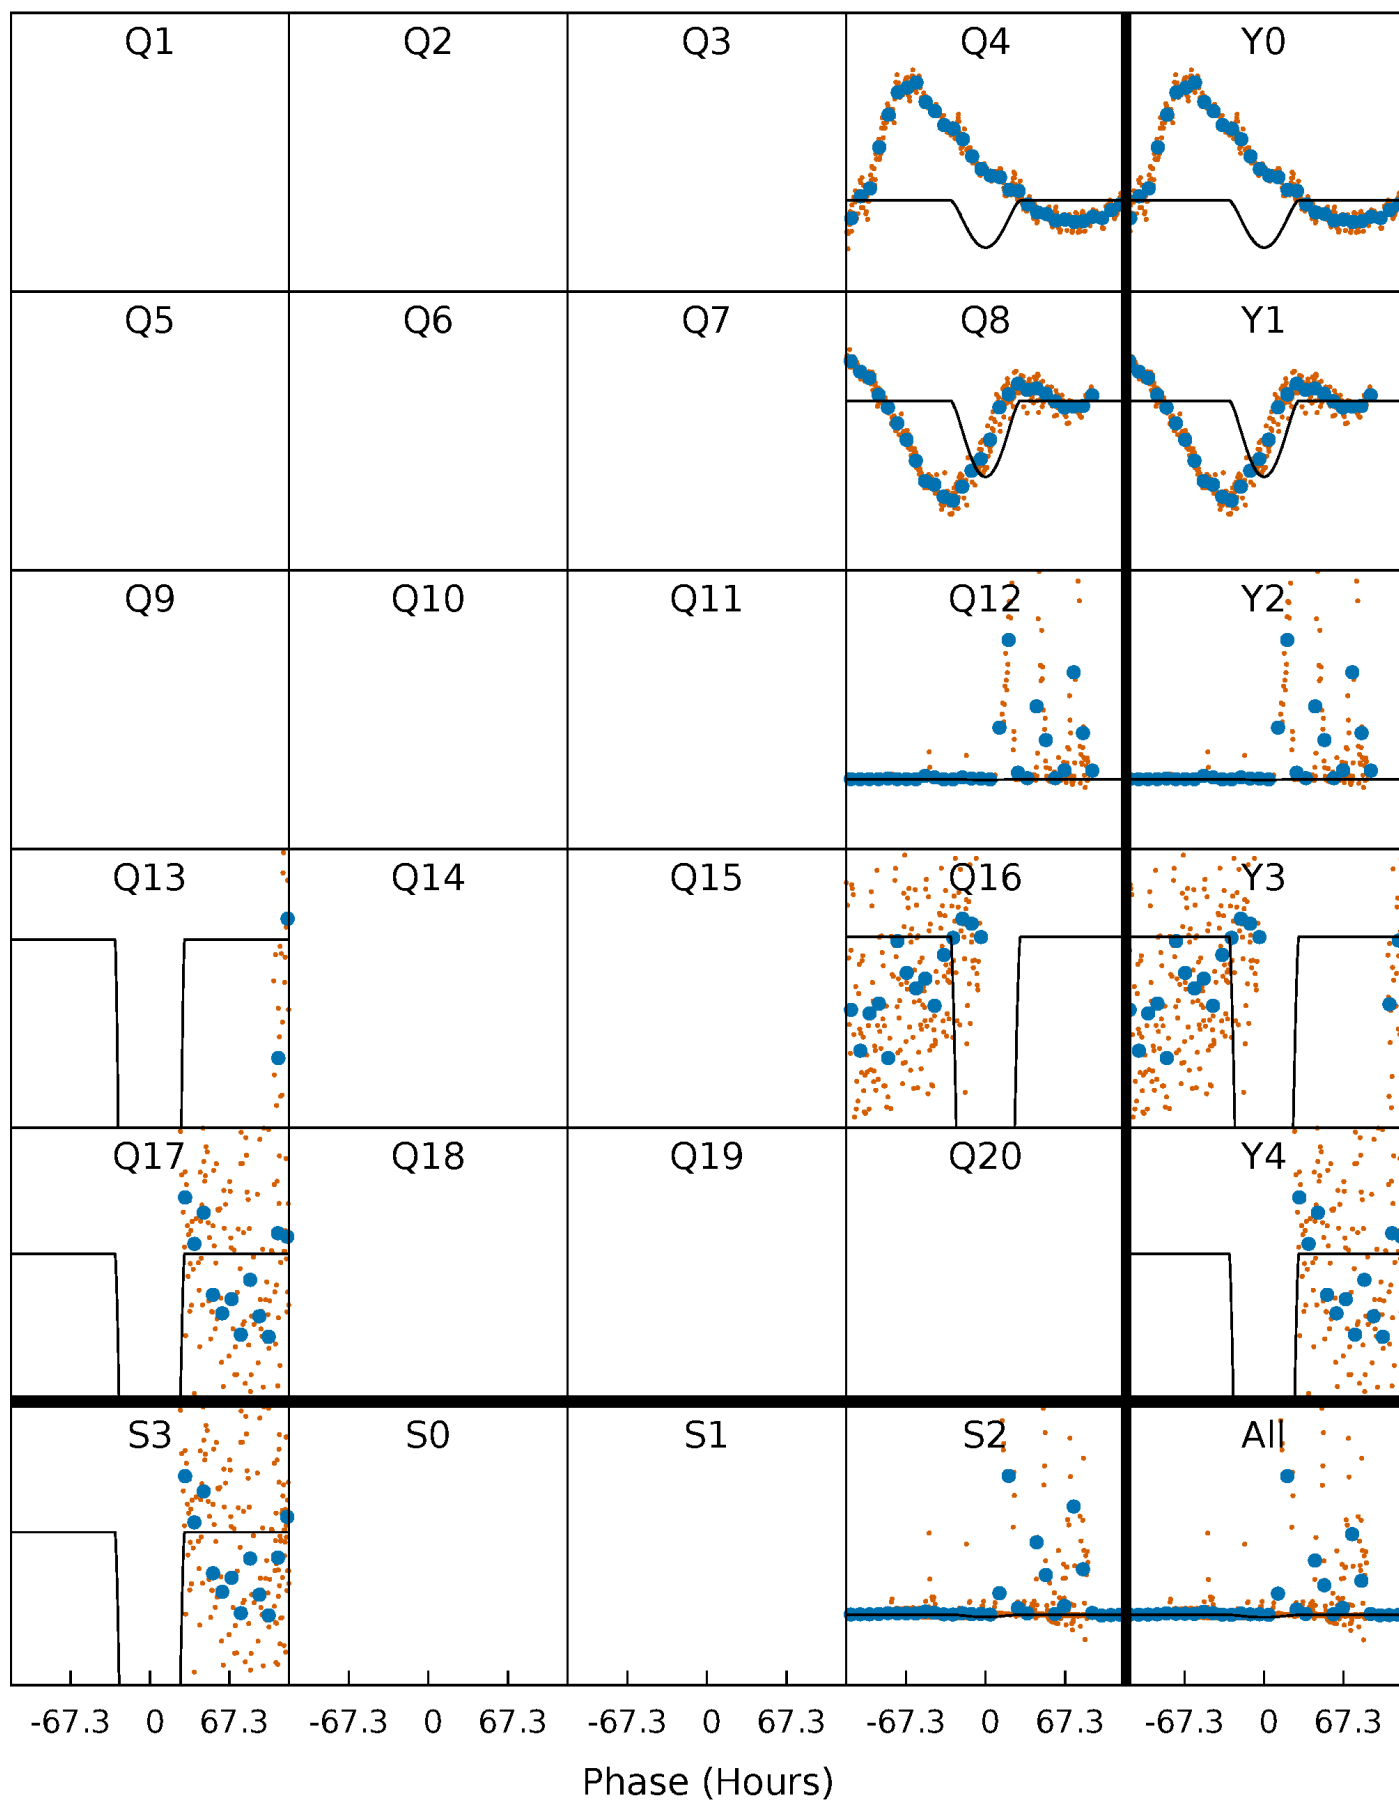 Q1 Q2 Q3 Q4 Y0
Q5 Q6 Q7 Q8 Y1
Q9 Q10 Q11 Q12 Y2
Q13 Q14 Q15 Q16 Y3
Q17 Q18 Q19 Q20 Y4
S3 S0 S1 S2 All
-67.3 0 67.3 -67.3 0 67.3 -67.3 0 67.3 -67.3 0 67.3 -67.3 0 67.3
Phase (Hours)